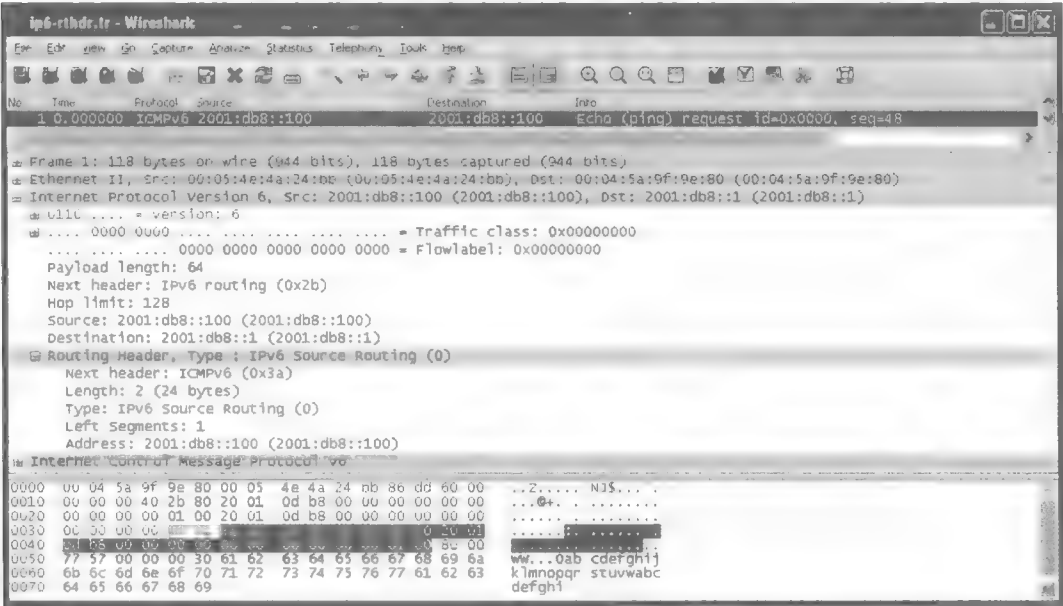 ip6-rthdr.tr - Wireshark
Edit View Go Capture Analyze Statistics Telephony Tools Help
No Time Protocol Source Destination Info
1 0.000000 ICMPv6 2001:db8::100 2001:db8::100 Echo (ping) request id=0x0000, seq=48
Frame 1: 118 bytes on wire (944 bits), 118 bytes captured (944 bits)
Ethernet II, Src: 00:05:4e:4a:24:bb (00:05:4e:4a:24:bb), Dst: 00:04:5a:9f:9e:80 (00:04:5a:9f:9e:80)
Internet Protocol Version 6, Src: 2001:db8::100 (2001:db8::100), Dst: 2001:db8::1 (2001:db8::1)
0110 .... = Version: 6
.... 0000 0000 .... .... .... .... .... = Traffic class: 0x00000000
.... .... .... 0000 0000 0000 0000 0000 = Flowlabel: 0x00000000
Payload length: 64
Next header: IPv6 routing (0x2b)
Hop limit: 128
Source: 2001:db8::100 (2001:db8::100)
Destination: 2001:db8::1 (2001:db8::1)
Routing Header, Type : IPv6 Source Routing (0)
Next header: ICMPv6 (0x3a)
Length: 2 (24 bytes)
Type: IPv6 Source Routing (0)
Left Segments: 1
Address: 2001:db8::100 (2001:db8::100)
Internet Control Message Protocol v6
0000 00 04 5a 9f 9e 80 00 05 4e 4a 24 bb 86 dd 60 00 ..Z..... NJ$...
0010 00 00 00 40 2b 80 20 01 0d b8 00 00 00 00 00 00 ...@+. . ........
0020 00 00 00 00 01 00 20 01 0d b8 00 00 00 00 00 00
0030 00 00 00 00 20 01
0040 80 00
0050 77 57 00 00 00 30 61 62 63 64 65 66 67 68 69 6a ww...0ab cdefghij
0060 6b 6c 6d 6e 6f 70 71 72 73 74 75 76 77 61 62 63 klmnopqr stuvwabc
0070 64 65 66 67 68 69 defghi